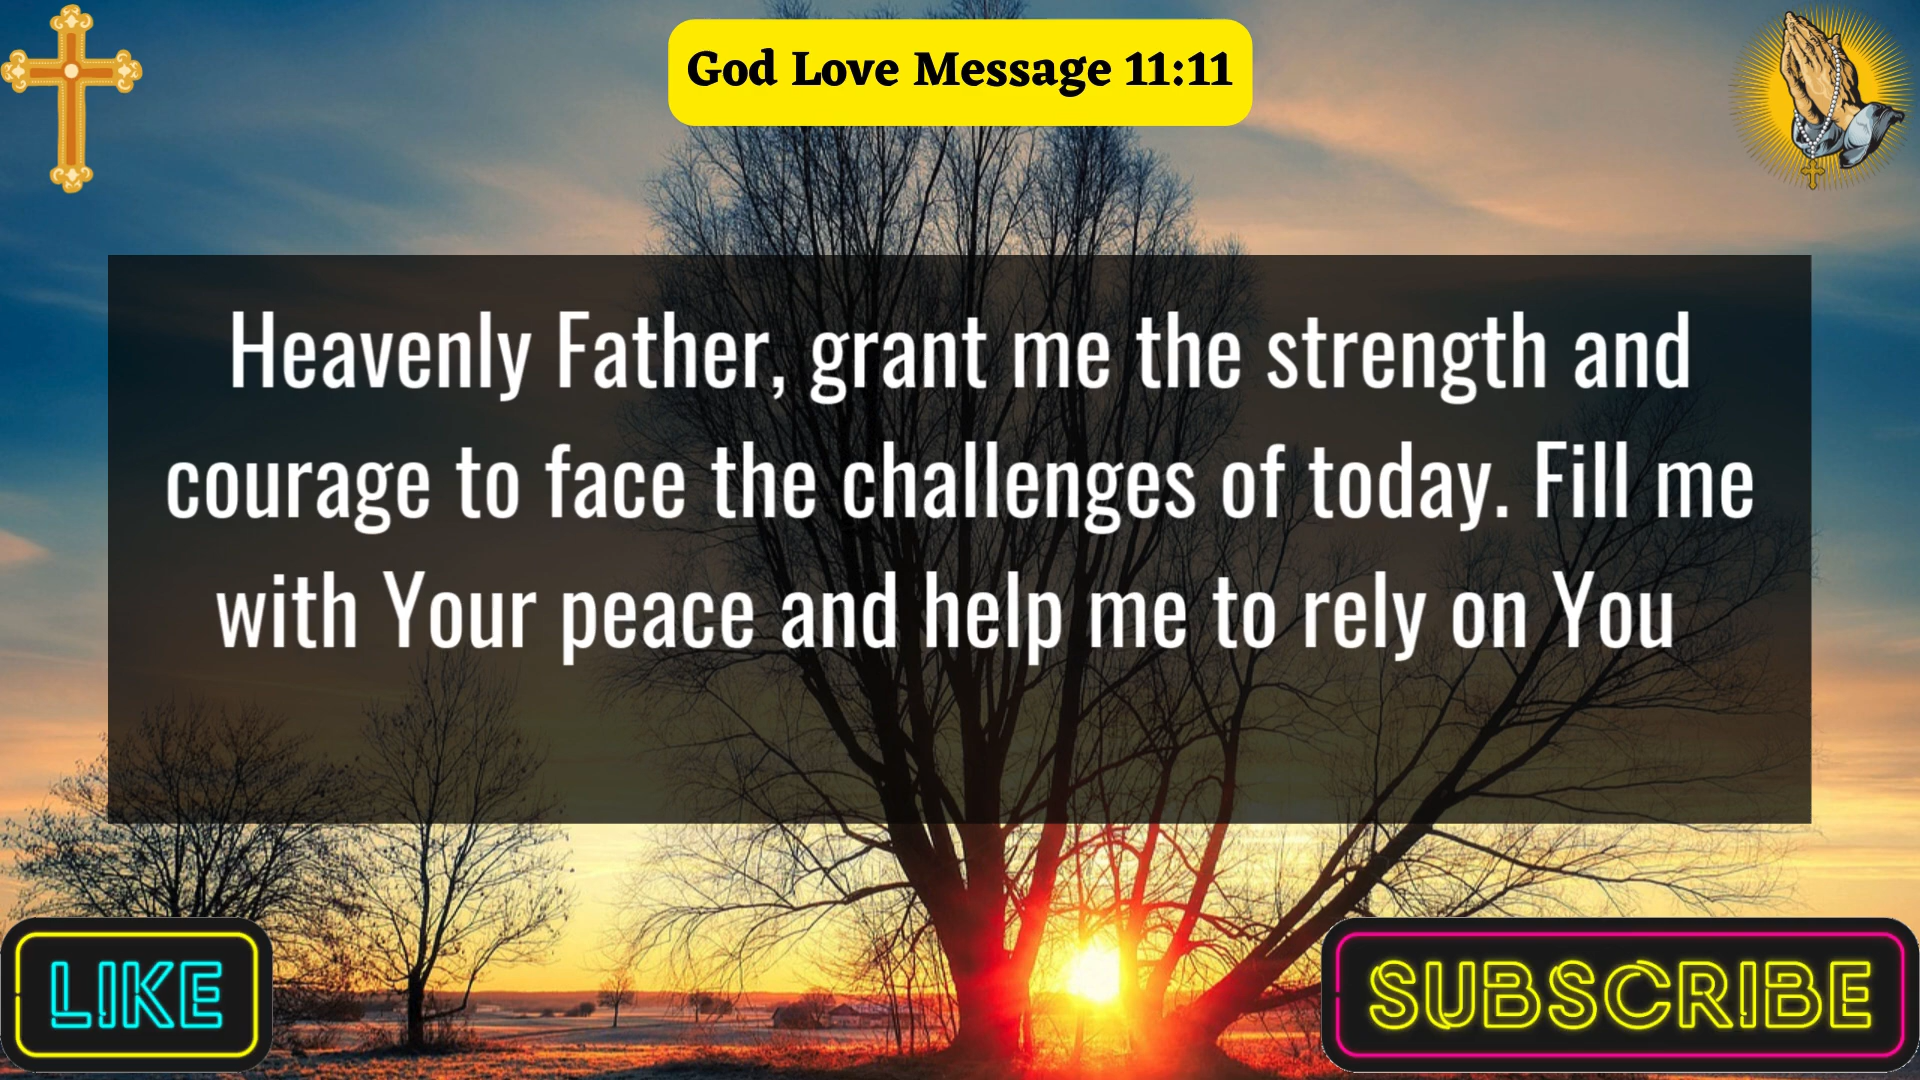 God Love Message 11:11
Heavenly Father, grant me the strength and
courage to face the challenges of today. Fill me
with Your peace and help me to rely on You
LIKE
SUBSCRIBE